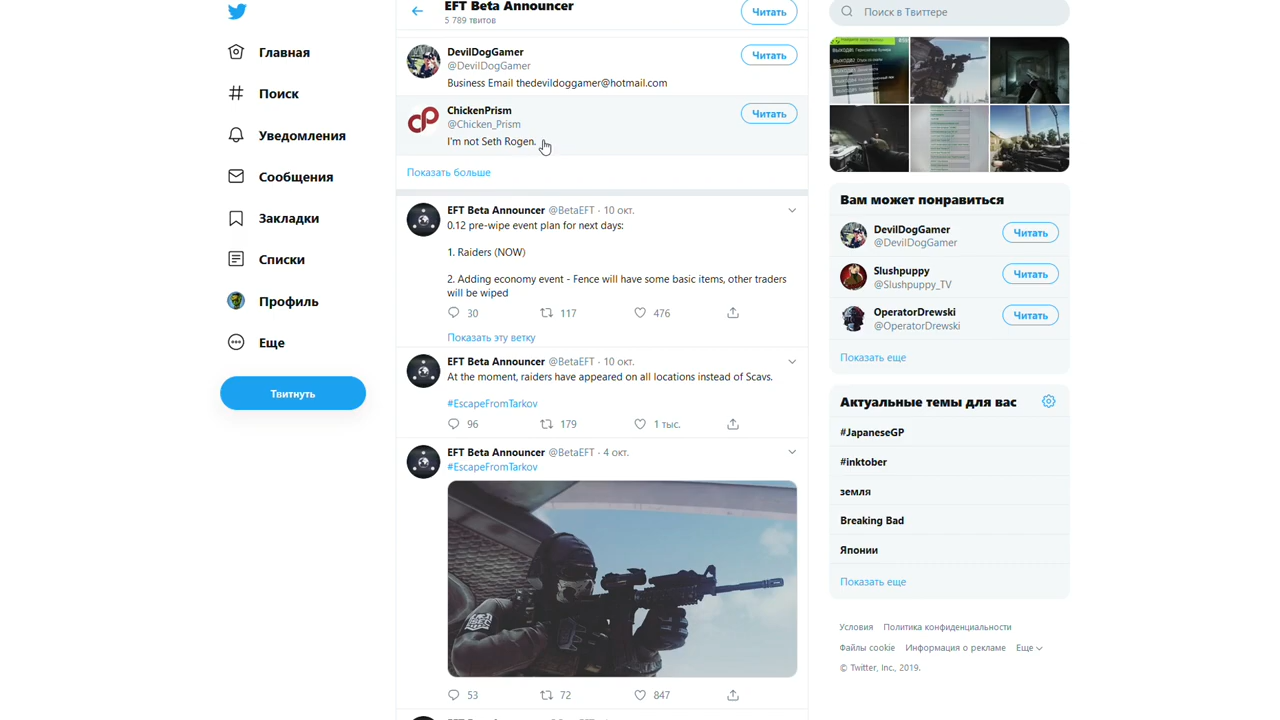 Главная
Поиск
Уведомления
Сообщения
Закладки
Списки
Профиль
Еще
Твитнуть
EFT Beta Announcer
5 789 твитов
Читать
DevilDogGamer
@DevilDogGamer
Читать
Business Email thedevildoggamer@hotmail.com
ChickenPrism
@Chicken_Prism
Читать
I'm not Seth Rogen.
Показать больше
EFT Beta Announcer @BetaEFT · 10 окт.
0.12 pre-wipe event plan for next days:
1. Raiders (NOW)
2. Adding economy event - Fence will have some basic items, other traders
will be wiped
30 117 476
Показать эту ветку
EFT Beta Announcer @BetaEFT · 10 окт.
At the moment, raiders have appeared on all locations instead of Scavs.
#EscapeFromTarkov
96 179 1 тыс.
EFT Beta Announcer @BetaEFT · 4 окт.
#EscapeFromTarkov
53 72 847
Поиск в Твиттере
Вам может понравиться
DevilDogGamer
@DevilDogGamer
Читать
Slushpuppy
@Slushpuppy_TV
Читать
OperatorDrewski
@OperatorDrewski
Читать
Показать еще
Актуальные темы для вас
#JapaneseGP
#inktober
земля
Breaking Bad
Японии
Показать еще
Условия Политика конфиденциальности
Файлы cookie Информация о рекламе Еще
© Twitter, Inc., 2019.